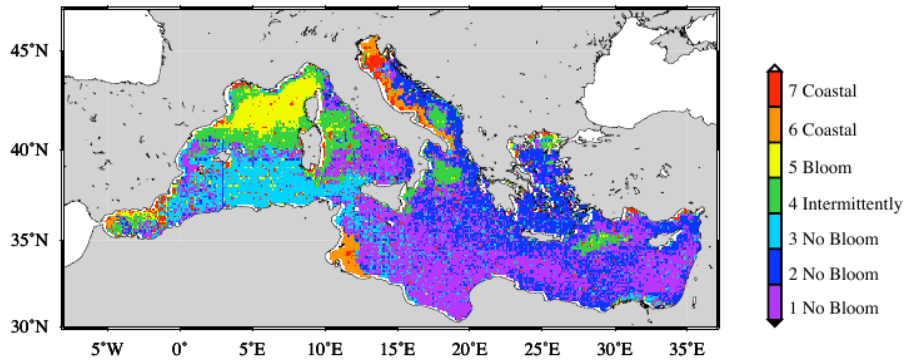 45°N
40°N
35°N
30°N
5°W 0° 5°E 10°E 15°E 20°E 25°E 30°E 35°E
7 Coastal
6 Coastal
5 Bloom
4 Intermittently
3 No Bloom
2 No Bloom
1 No Bloom